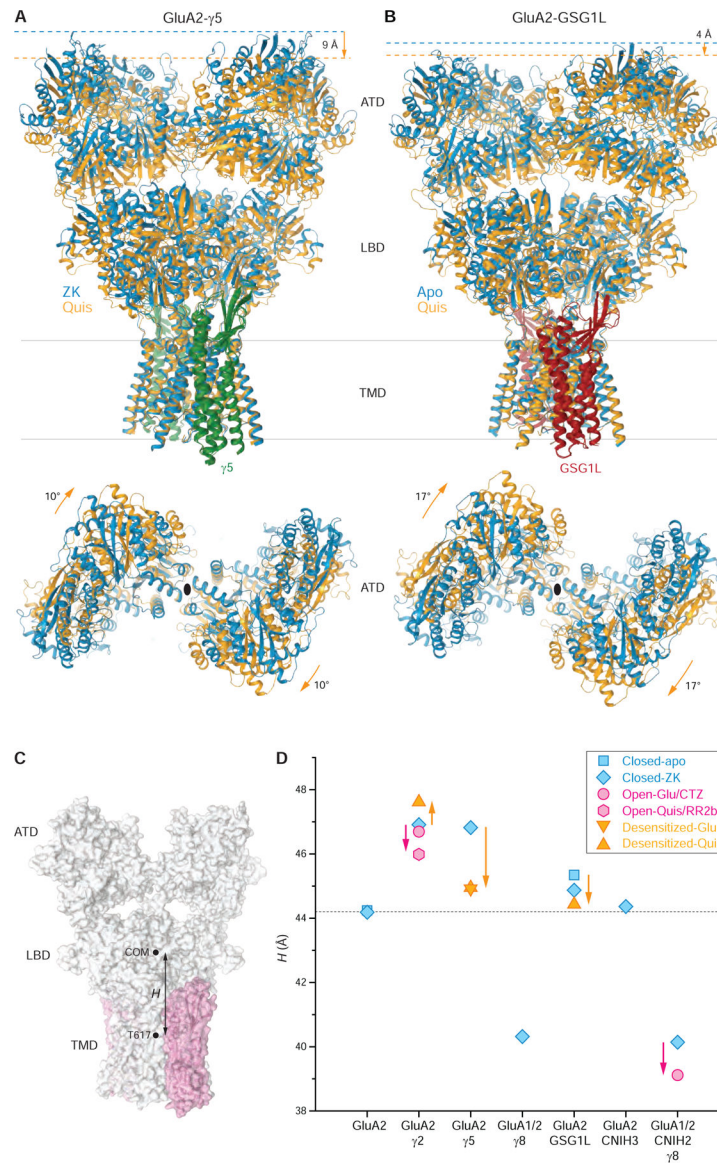 A
GluA2-γ5
B
GluA2-GSG1L
9 Å
4 Å
ATD
LBD
ZK
Quis
Apo
Quis
TMD
γ5
GSG1L
10°
17°
ATD
10°
17°
C
D
ATD
LBD
COM
H
T617
TMD
H (Å)
48
46
44
42
40
38
Closed-apo
Closed-ZK
Open-Glu/CTZ
Open-Quis/RR2b
Desensitized-Glu
Desensitized-Qui
GluA2
GluA2
γ2
GluA2
γ5
GluA1/2
γ8
GluA2
GSG1L
GluA2
CNIH3
GluA1/2
CNIH2
γ8